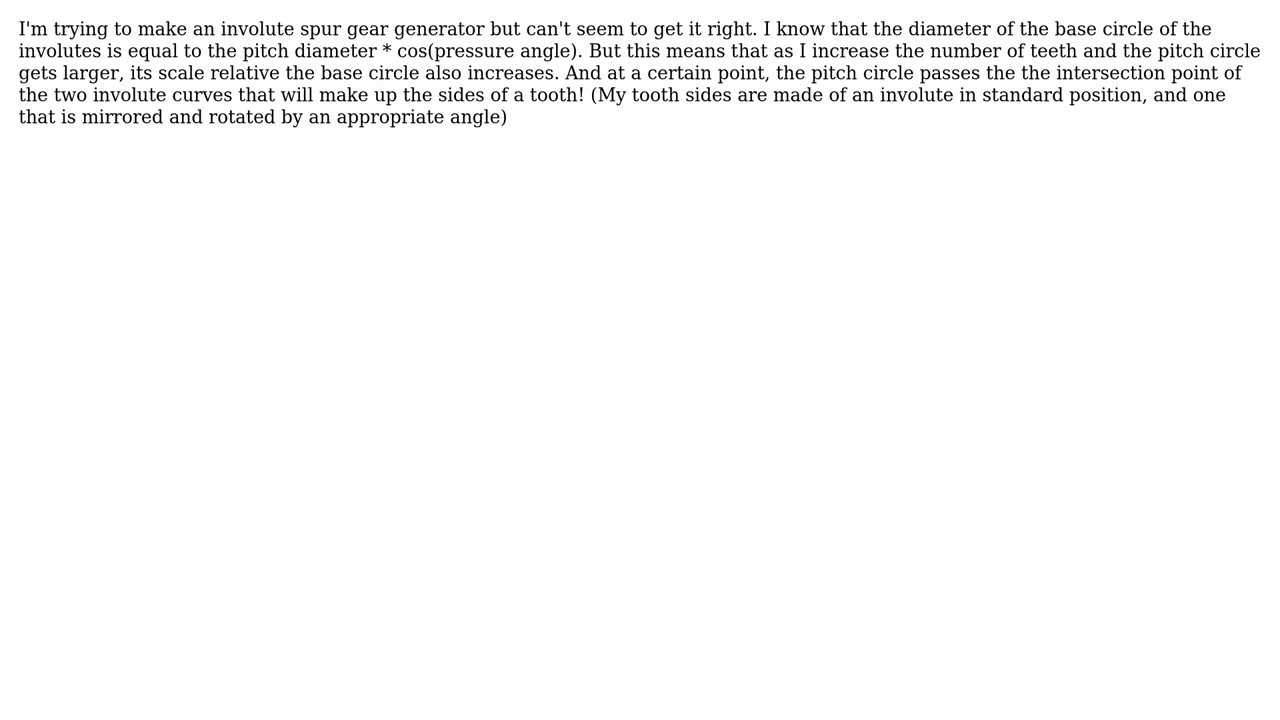 I'm trying to make an involute spur gear generator but can't seem to get it right. I know that the diameter of the base circle of the
involutes is equal to the pitch diameter * cos(pressure angle). But this means that as I increase the number of teeth and the pitch circle
gets larger, its scale relative the base circle also increases. And at a certain point, the pitch circle passes the the intersection point of
the two involute curves that will make up the sides of a tooth! (My tooth sides are made of an involute in standard position, and one
that is mirrored and rotated by an appropriate angle)